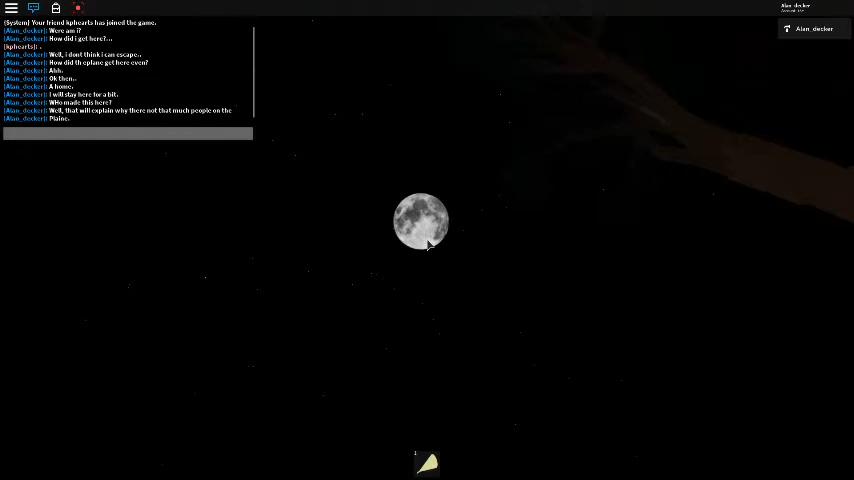 {System} Your friend kphearts has joined the game.
[Alan_decker]: Were am i?
[Alan_decker]: How did i get here?...
[kphearts]: .
[Alan_decker]: Well, i dont think i can escape..
[Alan_decker]: How did th eplane get here even?
[Alan_decker]: Ahh.
[Alan_decker]: Ok then..
[Alan_decker]: A home.
[Alan_decker]: I will stay here for a bit.
[Alan_decker]: WHo made this here?
[Alan_decker]: Well, that will explain why there not that much people on the
[Alan_decker]: Plaine.
Alan_decker
Alan_decker
1